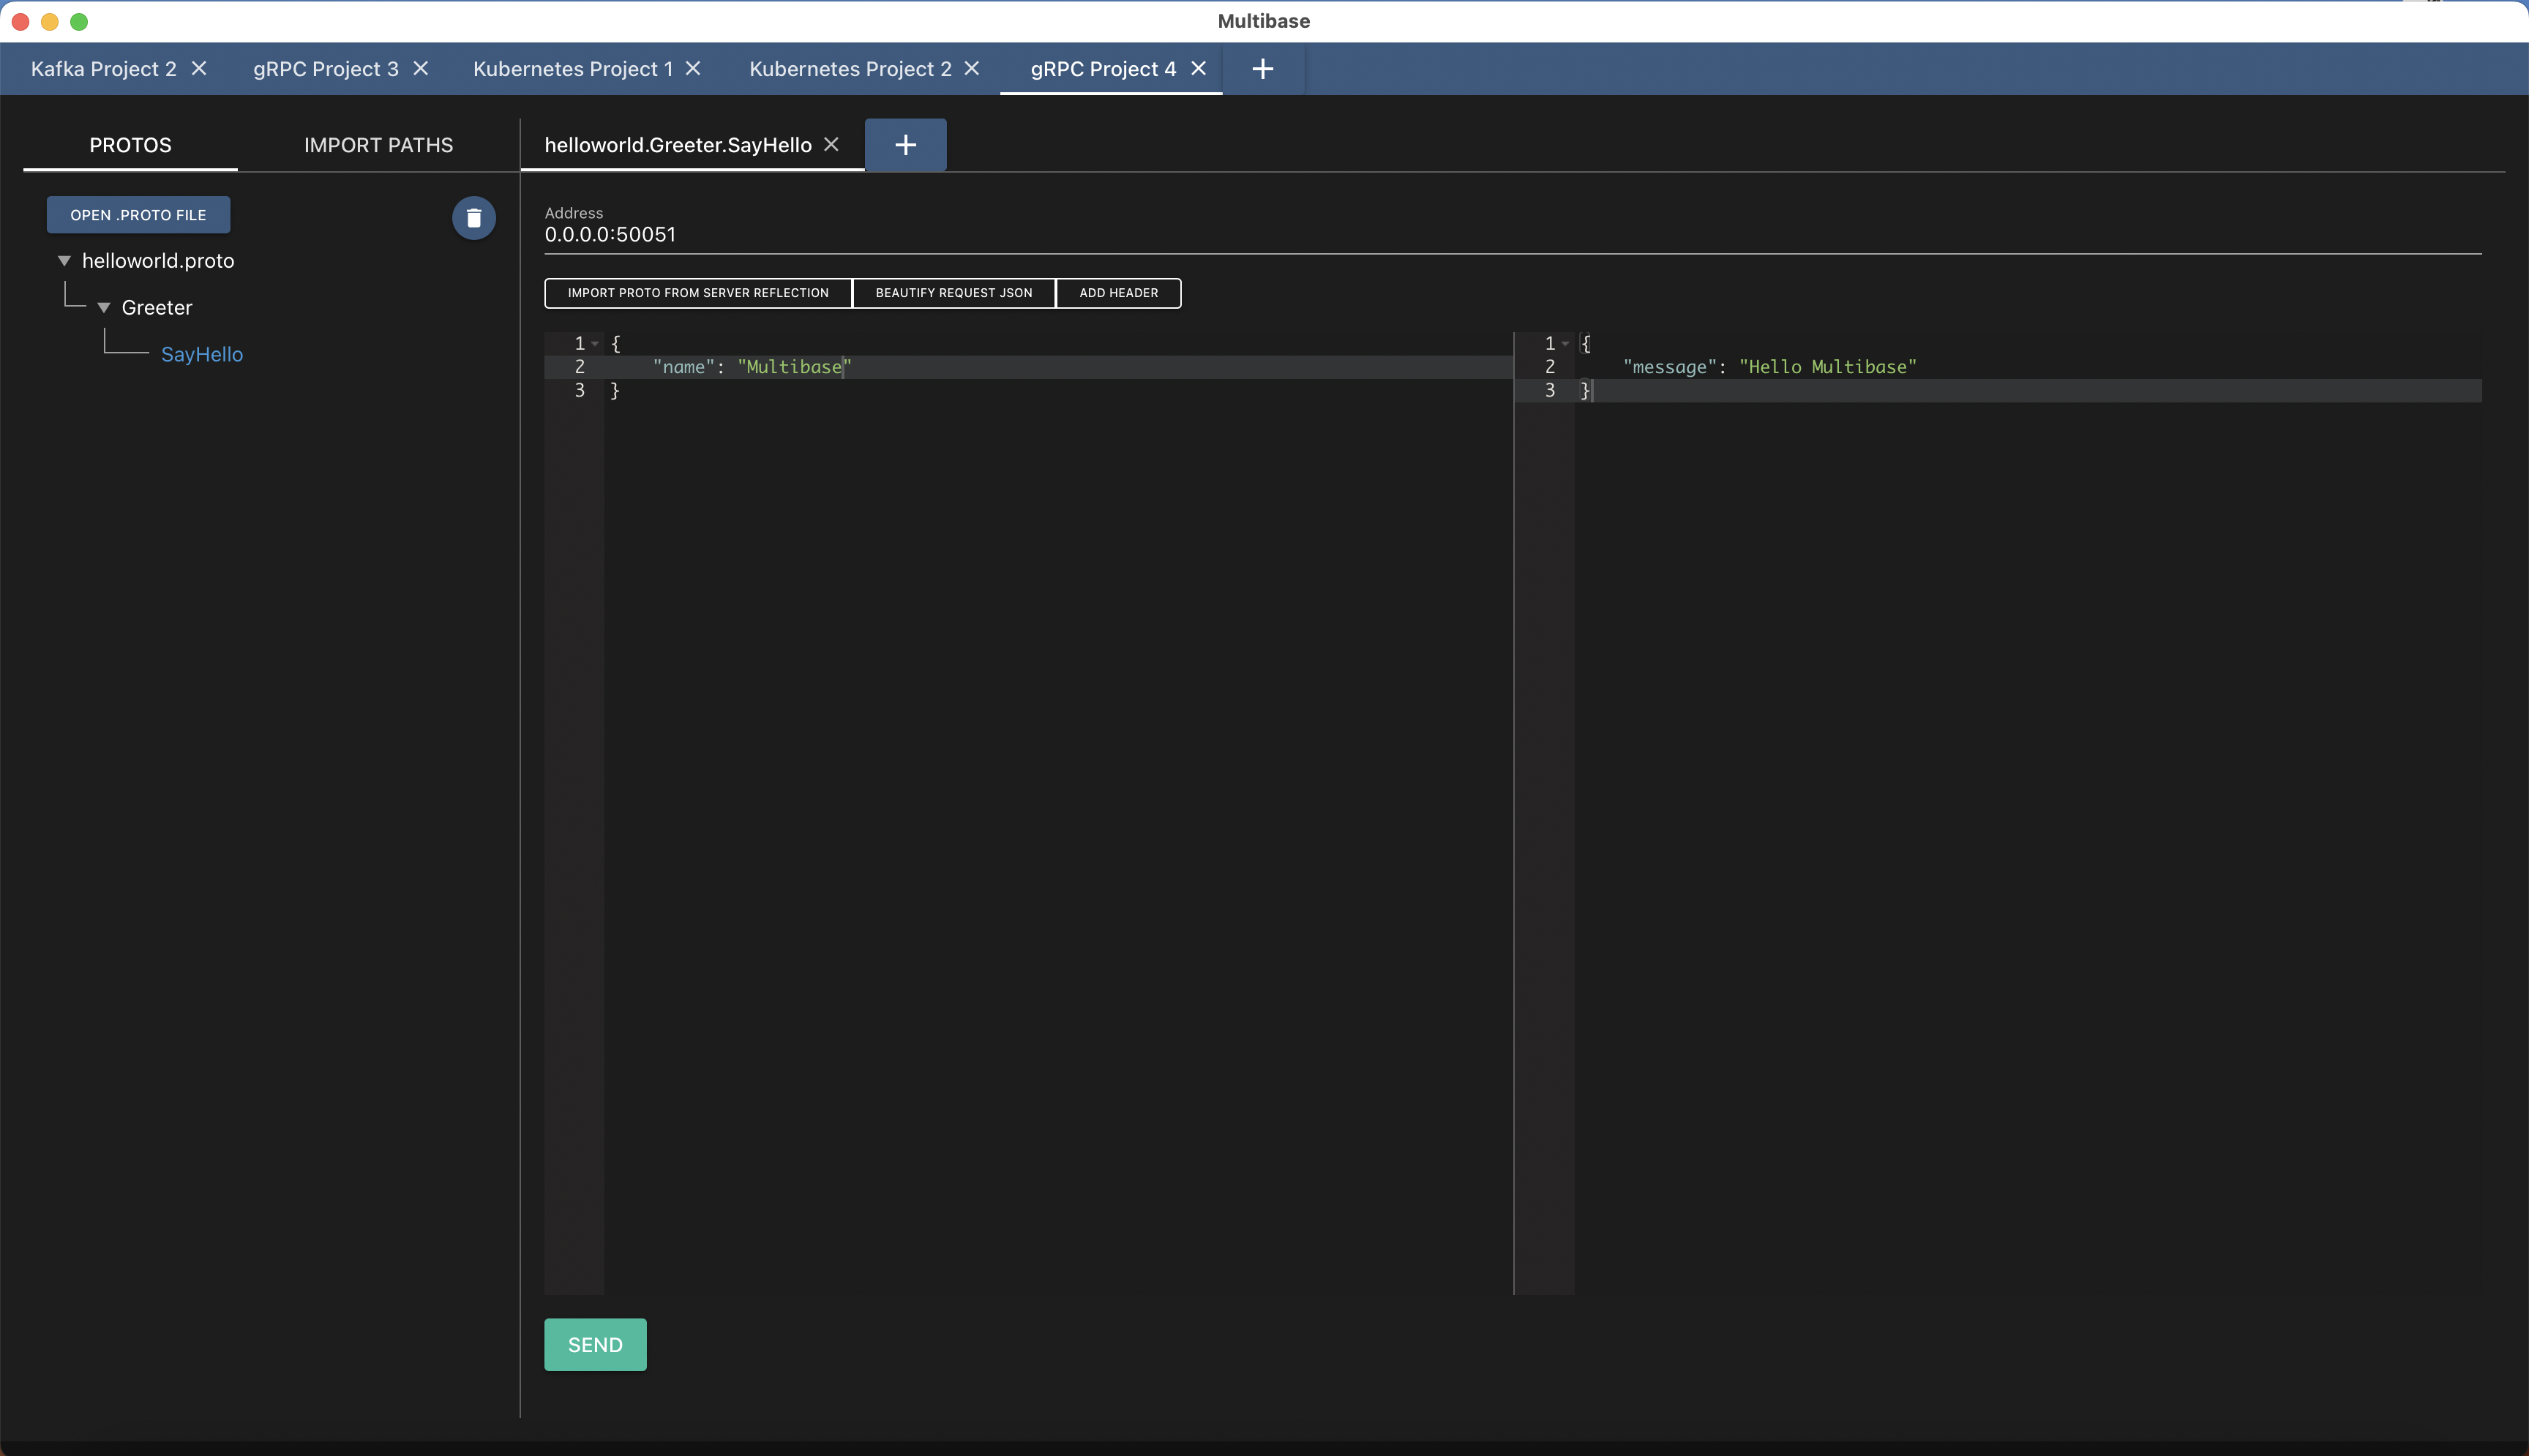 Multibase
Kafka Project 2 gRPC Project 3 Kubernetes Project 1 Kubernetes Project 2 gRPC Project 4
PROTOS IMPORT PATHS
OPEN .PROTO FILE
helloworld.proto
Greeter
SayHello
helloworld.Greeter.SayHello
Address
0.0.0.0:50051
IMPORT PROTO FROM SERVER REFLECTION BEAUTIFY REQUEST JSON ADD HEADER
1 {
2 "name": "Multibase"
3 }
1 {
2 "message": "Hello Multibase"
3 }
SEND